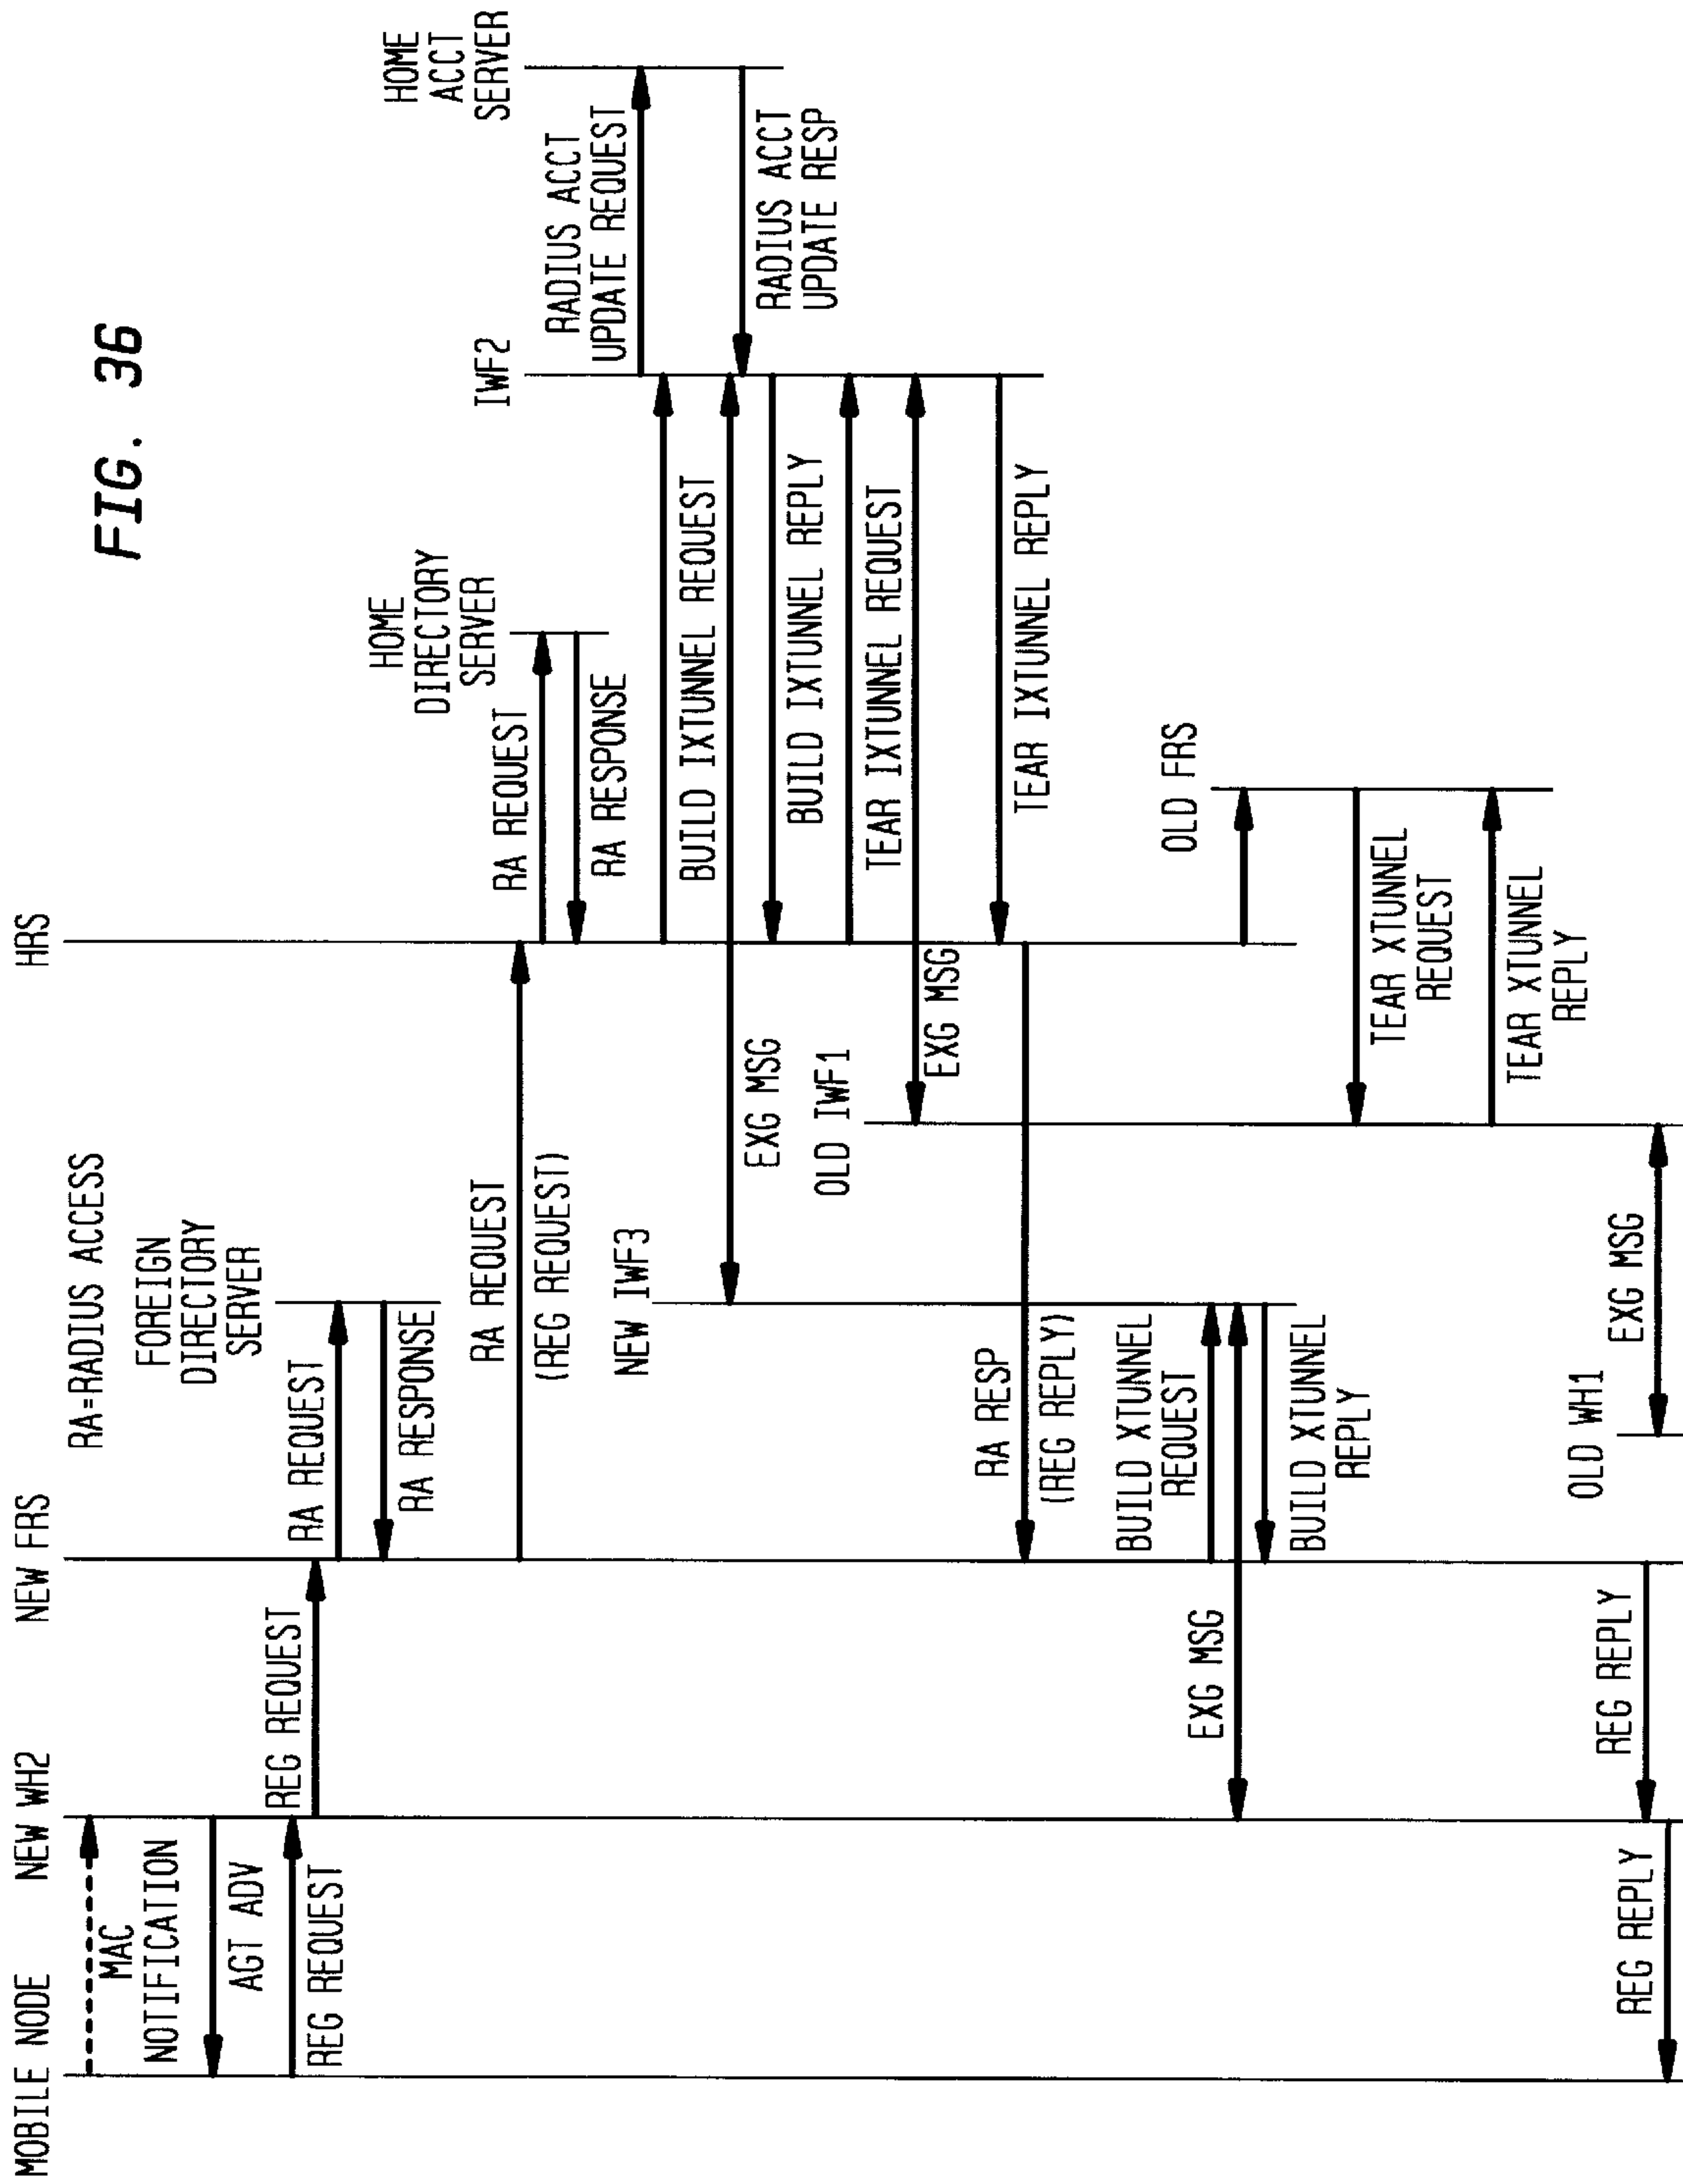 FIG. 36
MOBILE NODE
NEW WH2
NEW FRS
HRS
RA=RADIUS ACCESS
MAC
NOTIFICATION
AGT ADV
REG REQUEST
REG REQUEST
FOREIGN
DIRECTORY
SERVER
RA REQUEST
RA RESPONSE
RA REQUEST
(REG REQUEST)
HOME
DIRECTORY
SERVER
RA REQUEST
RA RESPONSE
IWF2
HOME
ACCT
SERVER
RADIUS ACCT
UPDATE REQUEST
RADIUS ACCT
UPDATE RESP
BUILD IXTUNNEL REQUEST
NEW IWF3
EXG MSG
BUILD IXTUNNEL REPLY
OLD IWF1
TEAR IXTUNNEL REQUEST
EXG MSG
TEAR IXTUNNEL REPLY
RA RESP
(REG REPLY)
BUILD XTUNNEL
REQUEST
EXG MSG
BUILD XTUNNEL
REPLY
OLD FRS
TEAR XTUNNEL
REQUEST
TEAR XTUNNEL
REPLY
OLD WH1
EXG MSG
REG REPLY
REG REPLY